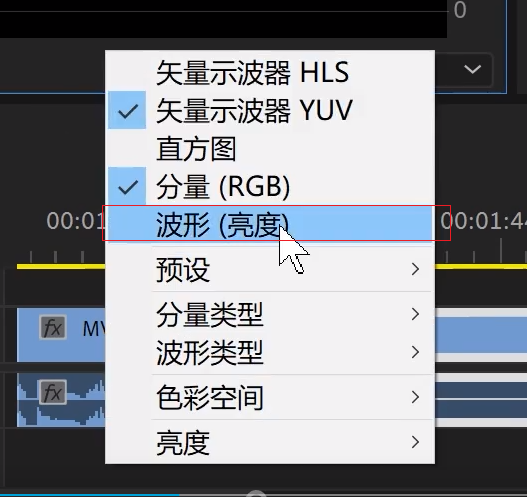 0
矢量示波器 HLS
矢量示波器 YUV
直方图
分量 (RGB)
波形 (亮度)
00:01
00:01:44
预设
分量类型
fx MV
波形类型
fx
色彩空间
亮度